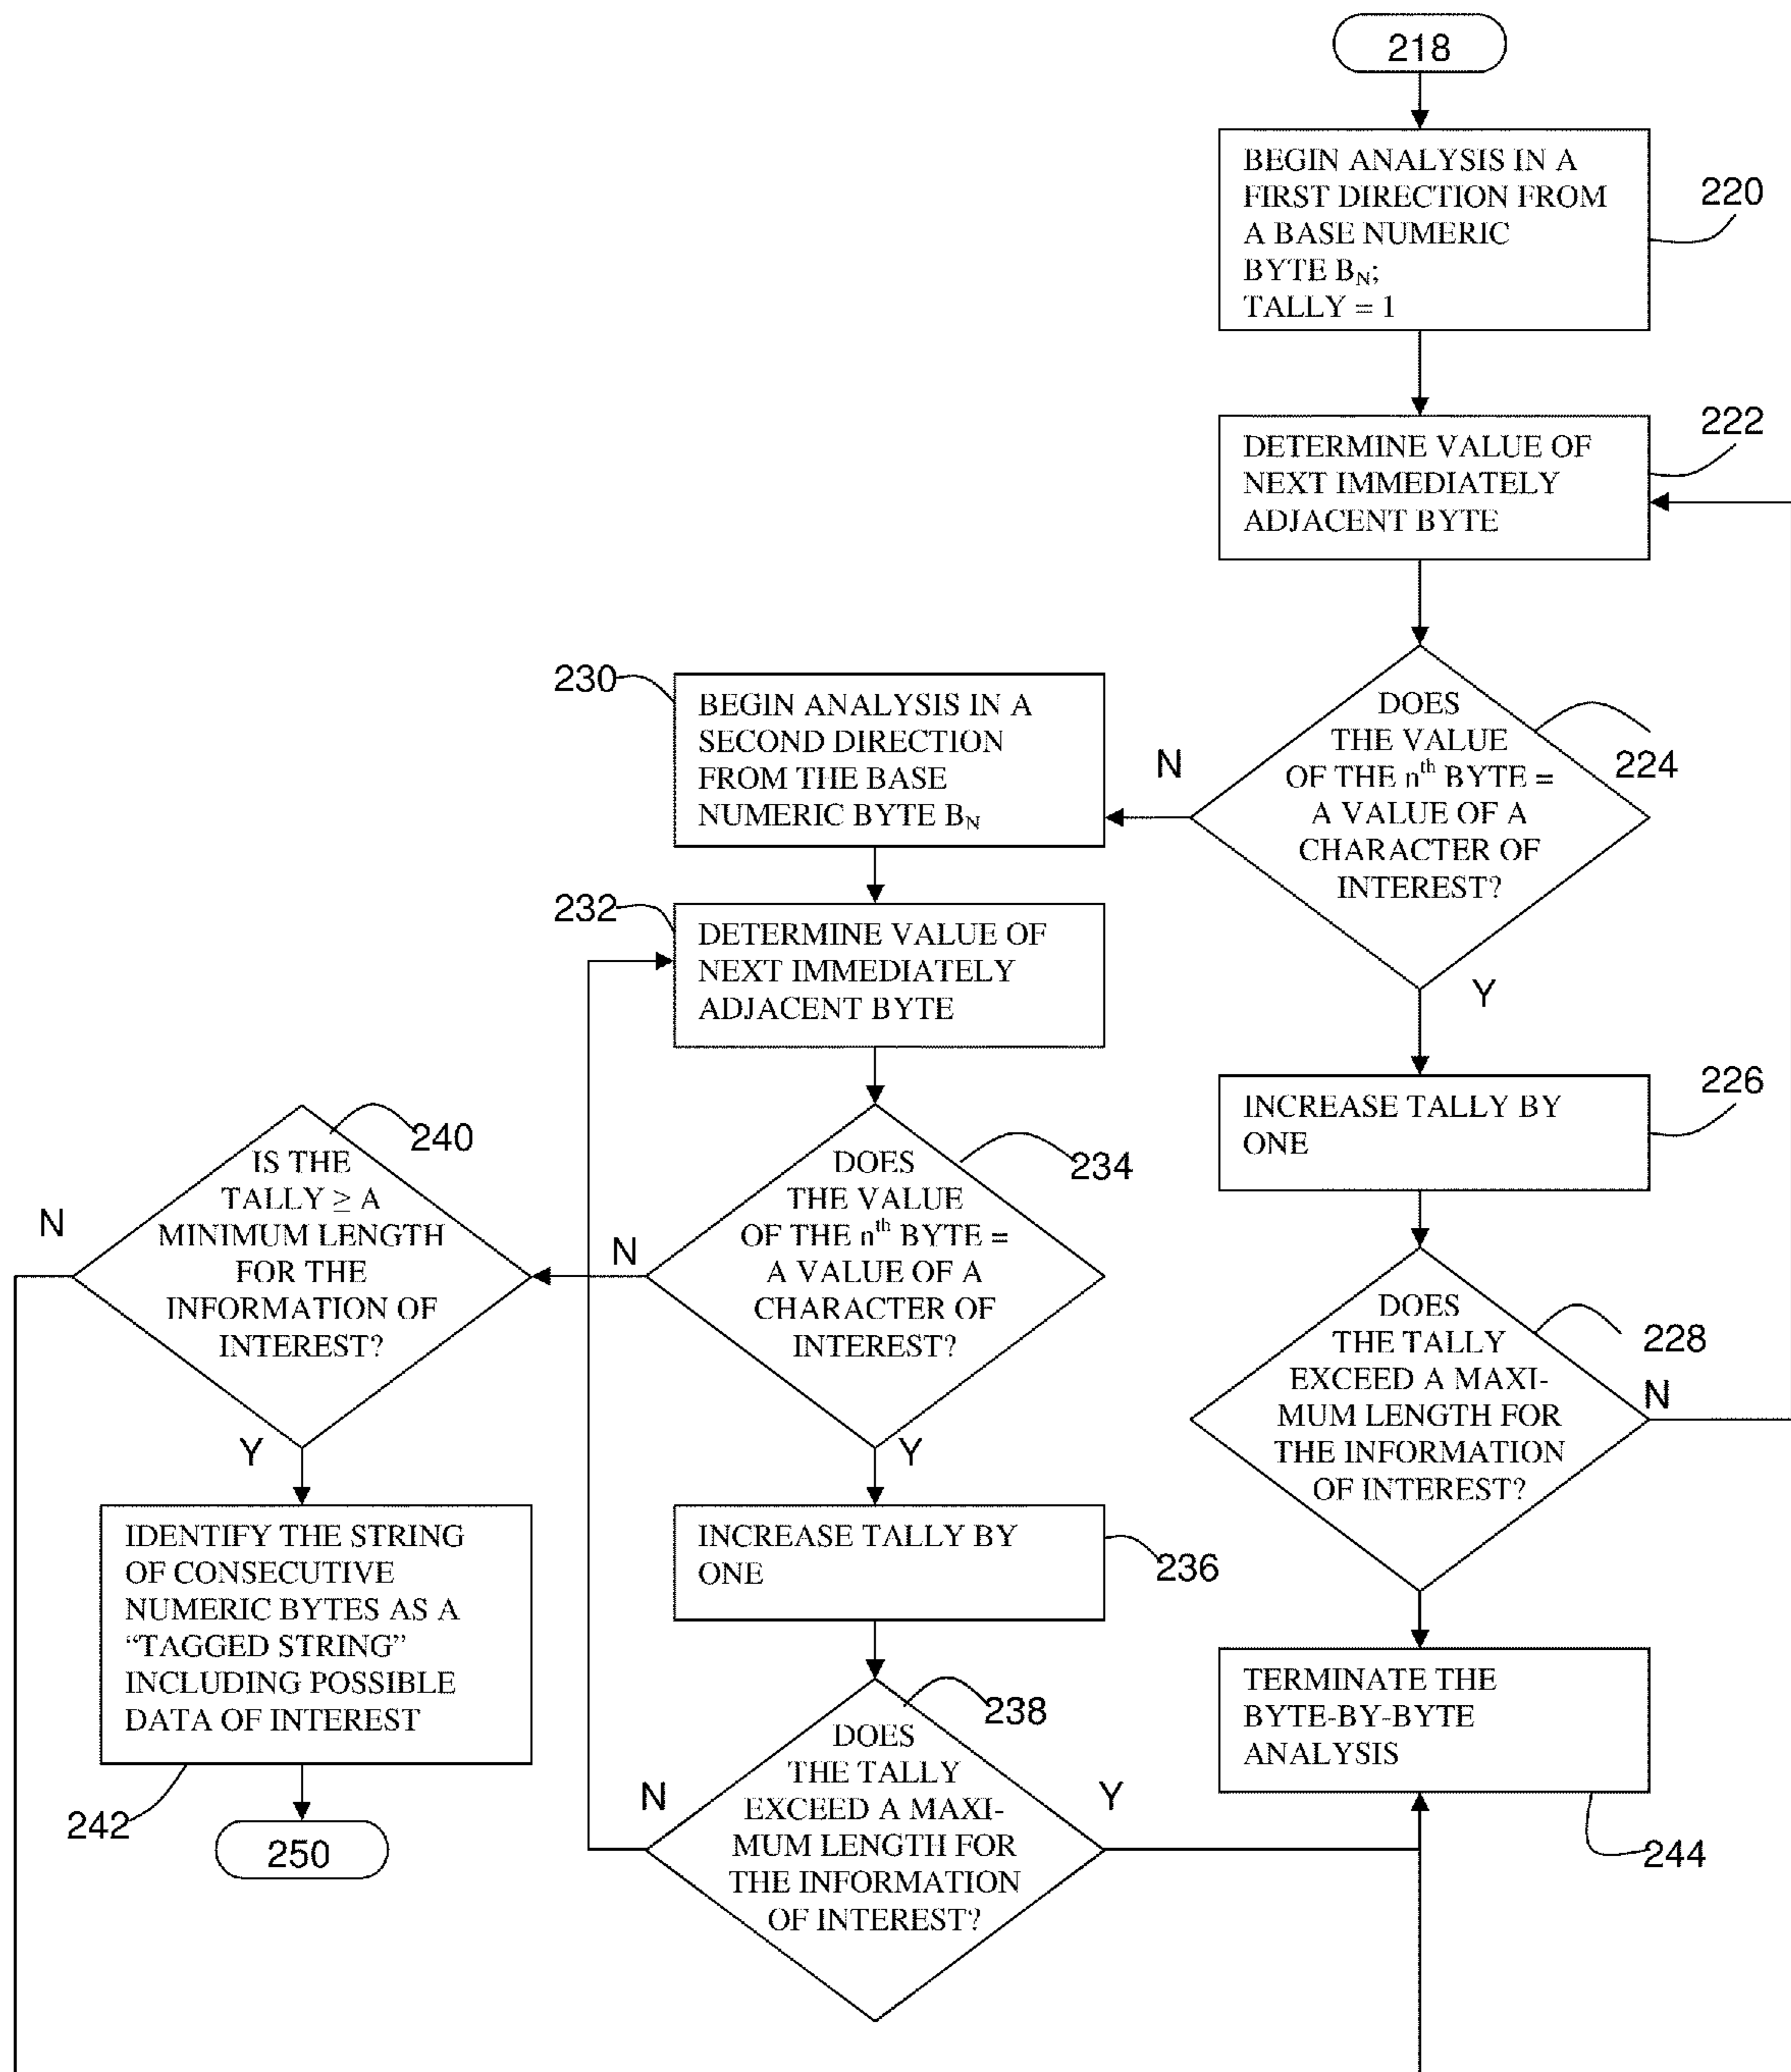 218
BEGIN ANALYSIS IN A
FIRST DIRECTION FROM
A BASE NUMERIC
BYTE BN;
TALLY = 1
220
DETERMINE VALUE OF
NEXT IMMEDIATELY
ADJACENT BYTE
222
DOES
THE VALUE
OF THE nth BYTE =
A VALUE OF A
CHARACTER OF
INTEREST?
224
N
Y
230
BEGIN ANALYSIS IN A
SECOND DIRECTION
FROM THE BASE
NUMERIC BYTE BN
232
DETERMINE VALUE OF
NEXT IMMEDIATELY
ADJACENT BYTE
INCREASE TALLY BY
ONE
226
240
IS THE
TALLY ≥ A
MINIMUM LENGTH
FOR THE
INFORMATION OF
INTEREST?
N
Y
DOES
THE VALUE
OF THE nth BYTE =
A VALUE OF A
CHARACTER OF
INTEREST?
234
N
Y
DOES
THE TALLY
EXCEED A MAXI-
MUM LENGTH FOR
THE INFORMATION
OF INTEREST?
228
N
IDENTIFY THE STRING
OF CONSECUTIVE
NUMERIC BYTES AS A
“TAGGED STRING”
INCLUDING POSSIBLE
DATA OF INTEREST
242
250
INCREASE TALLY BY
ONE
236
DOES
THE TALLY
EXCEED A MAXI-
MUM LENGTH FOR
THE INFORMATION
OF INTEREST?
238
N
Y
TERMINATE THE
BYTE-BY-BYTE
ANALYSIS
244